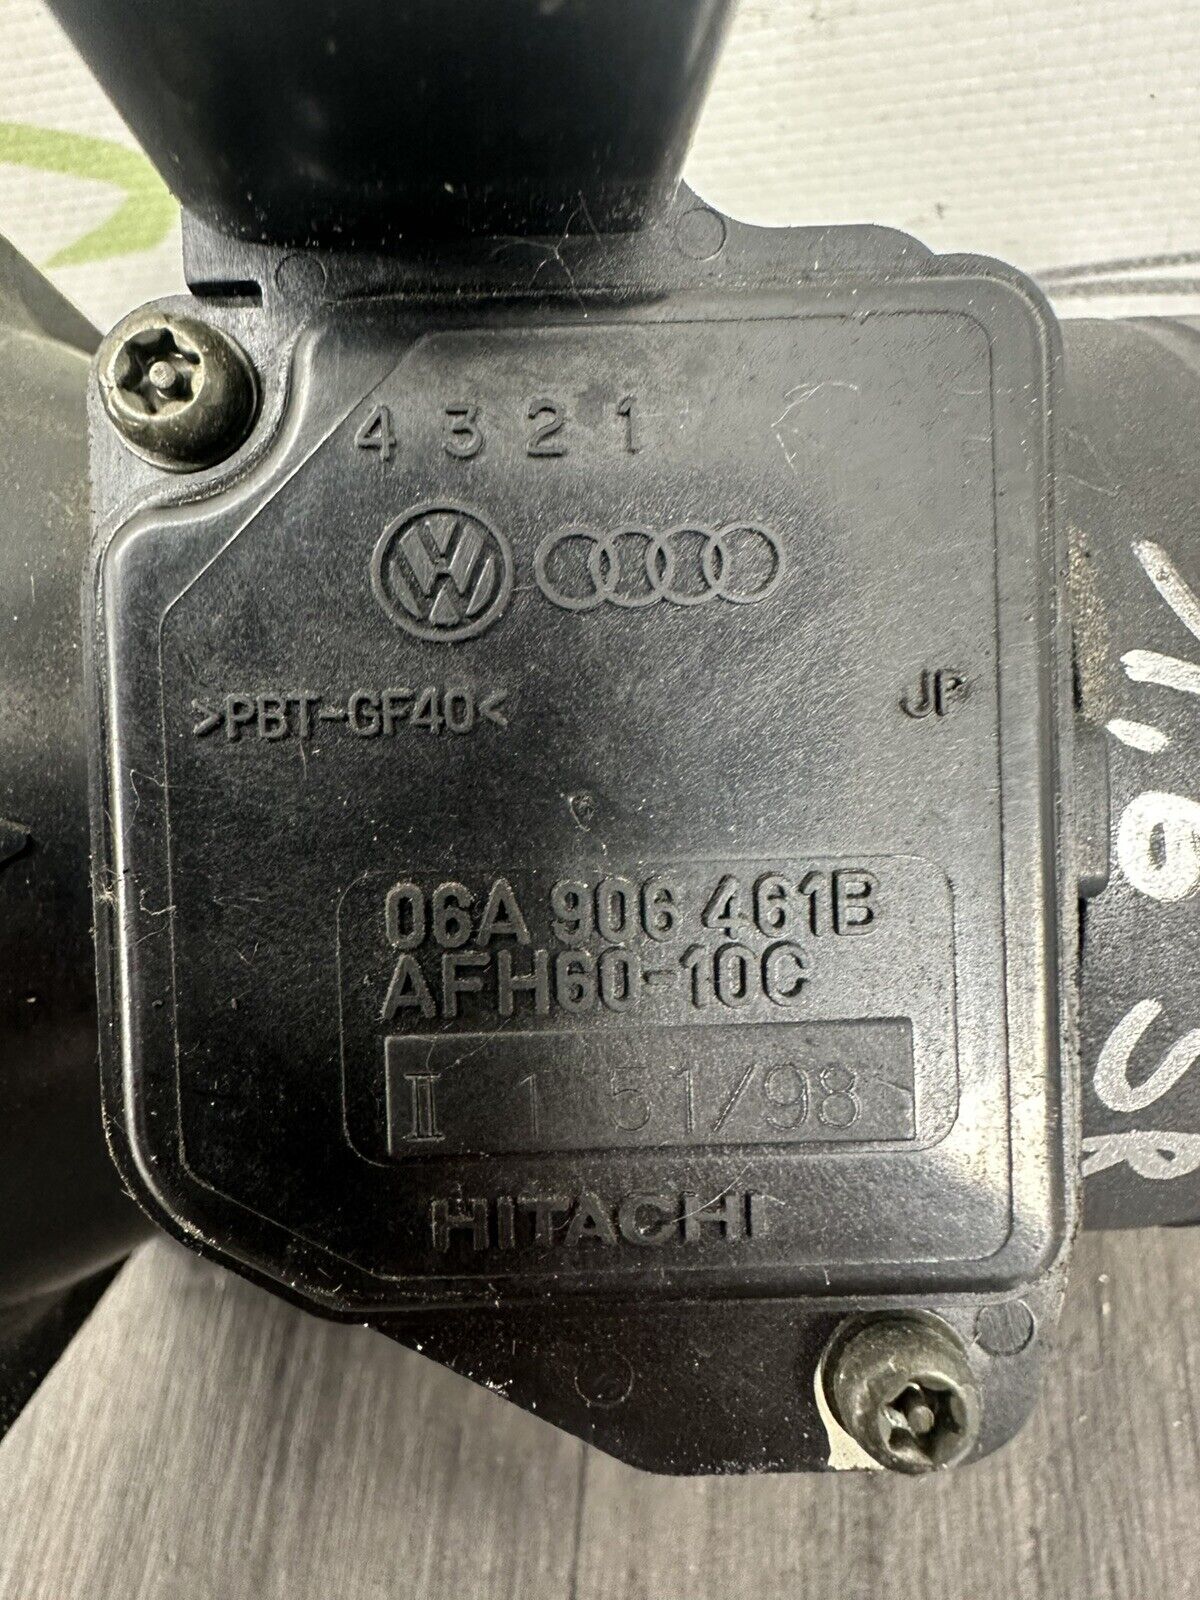 4 3 2 1
>PBT-GF40<
JP
06A 906 461B
AFH60-10C
II 1 51/98
HITACHI